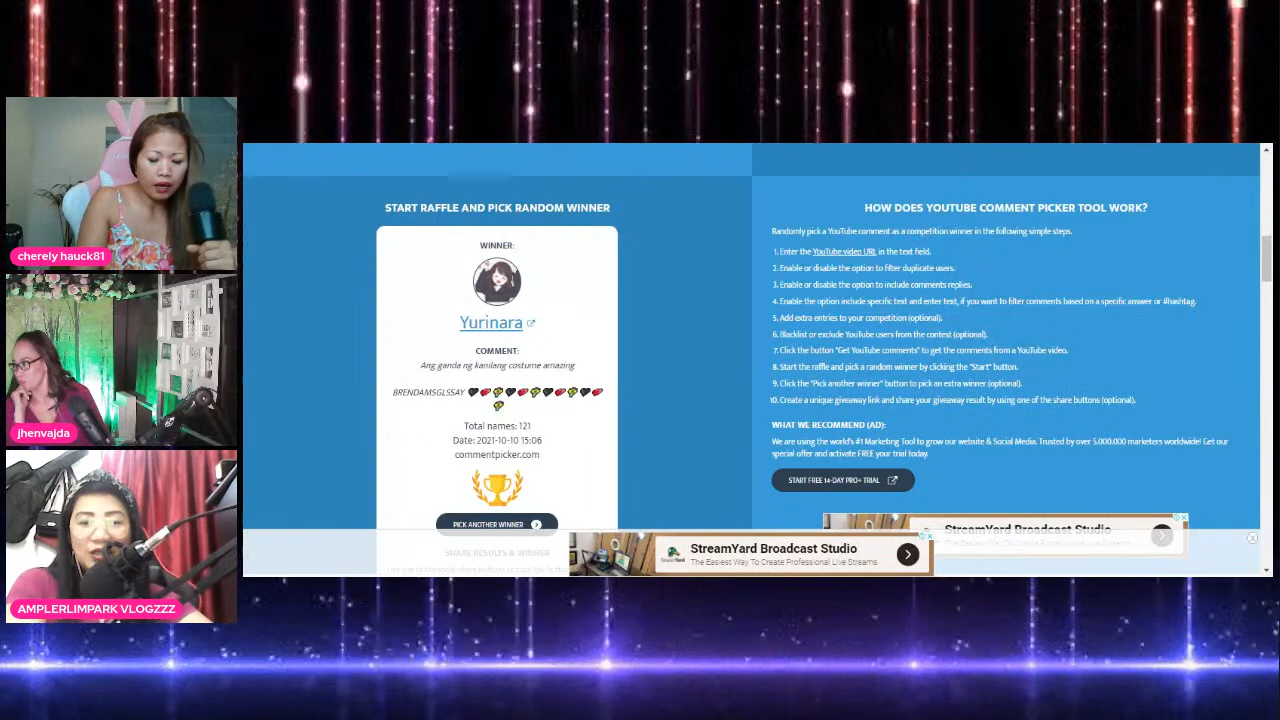 cherely hauck81
jhenvajda
AMPLERLIMPARK VLOGZZZ
START RAFFLE AND PICK RANDOM WINNER
WINNER:
Yurinara
COMMENT:
Ang ganda ng kanilang costume amazing
BRENDAMSGLSSAY
Total names: 121
Date: 2021-10-10 15:06
commentpicker.com
PICK ANOTHER WINNER
SHARE RESULTS & WINNER
HOW DOES YOUTUBE COMMENT PICKER TOOL WORK?
Randomly pick a YouTube comment as a competition winner in the following simple steps.
1. Enter the YouTube video URL in the text field.
2. Enable or disable the option to filter duplicate users.
3. Enable or disable the option to include comments replies.
4. Enable the option include specific text and enter text, if you want to filter comments based on a specific answer or #hashtag.
5. Add extra entries to your competition (optional).
6. Blacklist or exclude YouTube users from the contest (optional).
7. Click the button "Get YouTube comments" to get the comments from a YouTube video.
8. Start the raffle and pick a random winner by clicking the "Start" button.
9. Click the "Pick another winner" button to pick an extra winner (optional).
10. Create a unique giveaway link and share your giveaway result by using one of the share buttons (optional).
WHAT WE RECOMMEND (AD):
We are using the world's #1 Marketing Tool to grow our website & Social Media. Trusted by over 5.000.000 marketers worldwide! Get our
special offer and activate FREE your trial today.
START FREE 14-DAY PRO+ TRIAL
StreamYard Broadcast Studio
StreamYard Broadcast Studio
The Easiest Way To Create Professional Live Streams